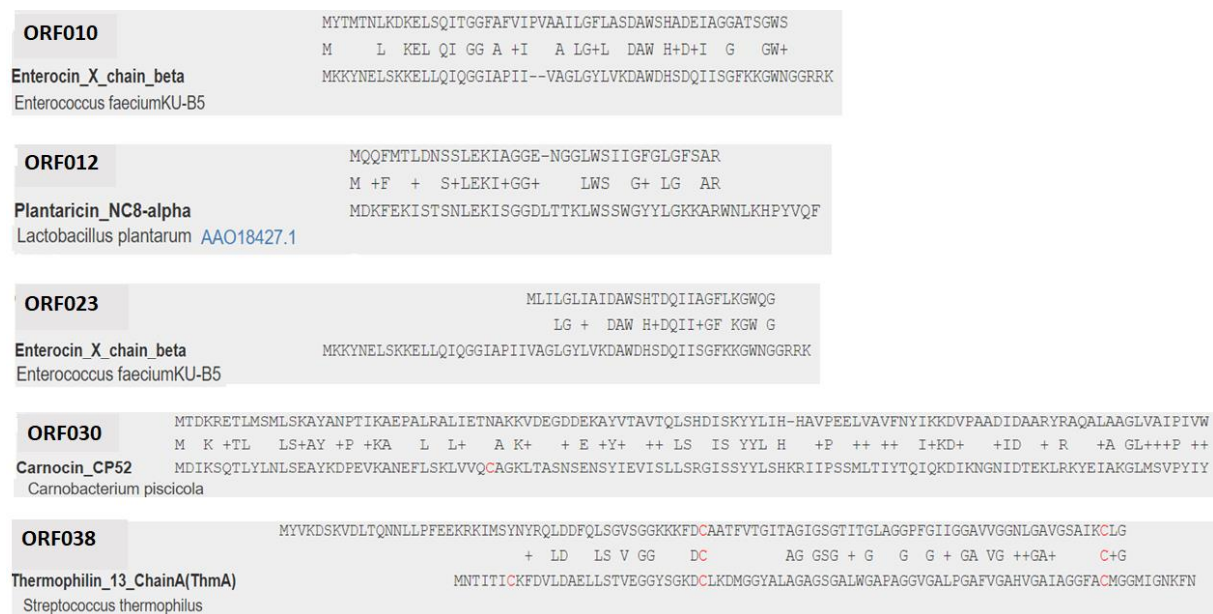 ORF010
MYTMTNLKDKELSQITGGFAFVIPVAAILGFLASDAWSHADEIAGGATSGWS
M L KEL QI GG A +I A LG+L DAW H+D+I G GW+
Enterocin_X_chain_beta MKKYNELSKKELLQIQGGIAPII--VAGLGYLVKDAWDHSDQIISGFKKGWNGGRRK
Enterococcus faeciumKU-B5
ORF012
MQQFMTLDNSSLEKIAGGE-NGGLWSIIGFGLGFSAR
M +F + S+LEKI+GG+ LWS G+ LG AR
Plantaricin_NC8-alpha MDKFEKISTSNLEKISGGDLTTKLWSSWGYYLGKKARWNLKHPYVQF
Lactobacillus plantarum AAO18427.1
ORF023
MLILGLIAIDAWSHTDQIIAGFLKGWQG
LG + DAW H+DQII+GF KGW G
Enterocin_X_chain_beta MKKYNELSKKELLQIQGGIAPIIVAGLGYLVKDAWDHSDQIISGFKKGWNGGRRK
Enterococcus faeciumKU-B5
ORF030
MTDKRETLMSMLSKAYANPTIKAEPALRALIETNAKKVDEGDDEKAYVTAVTQLSHDISKYYLIH-HAVPEELVAVFNYIKKDVPAADIDAARYRAQALAAGLVAIPIVW
M K +TL LS+AY +P +KA L L+ A K+ + E +Y+ ++ LS IS YYL H +P ++ ++ I+KD+ +ID + R +A GL+++P ++
Carnocin_CP52 MDIKSQTLYLNLSEAYKDPEVKANEFLSKLVVQCAGKLTASNSENSYIEVISLLSRGISSYYLSHKRIIPSSMLTIYTQIQKDIKNGNIDTEKLRKYEIAKGLMSVPYIY
Carnobacterium piscicola
ORF038
MYVKDSKVDLTQNNLLPFEEKRKIMSYNYRQLDDFQLSGVSGGKKKFDCAATFVTGITAGIGSGTITGLAGGPFGIIGGAVVGGNLGAVGSAIKCLG
+ LD LS V GG DC AG GSG + G G G + GA VG ++GA+ C+G
Thermophilin_13_ChainA(ThmA) MNTITICKFDVLDAELLSTVEGGYSGKDCLKDMGGYALAGAGSGALWGAPAGGVGALPGAFVGAHVGAIAGGFACMGGMIGNKFN
Streptococcus thermophilus